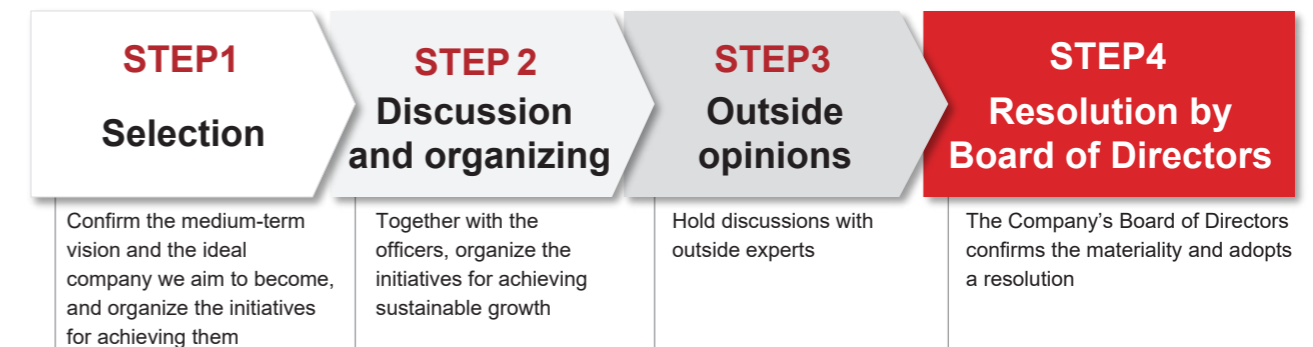 STEP1
Selection
Confirm the medium-term
vision and the ideal
company we aim to become,
and organize the initiatives
for achieving them
STEP 2
Discussion
and organizing
Together with the
officers, organize the
initiatives for achieving
sustainable growth
STEP3
Outside
opinions
Hold discussions with
outside experts
STEP4
Resolution by
Board of Directors
The Company’s Board of Directors
confirms the materiality and adopts
a resolution